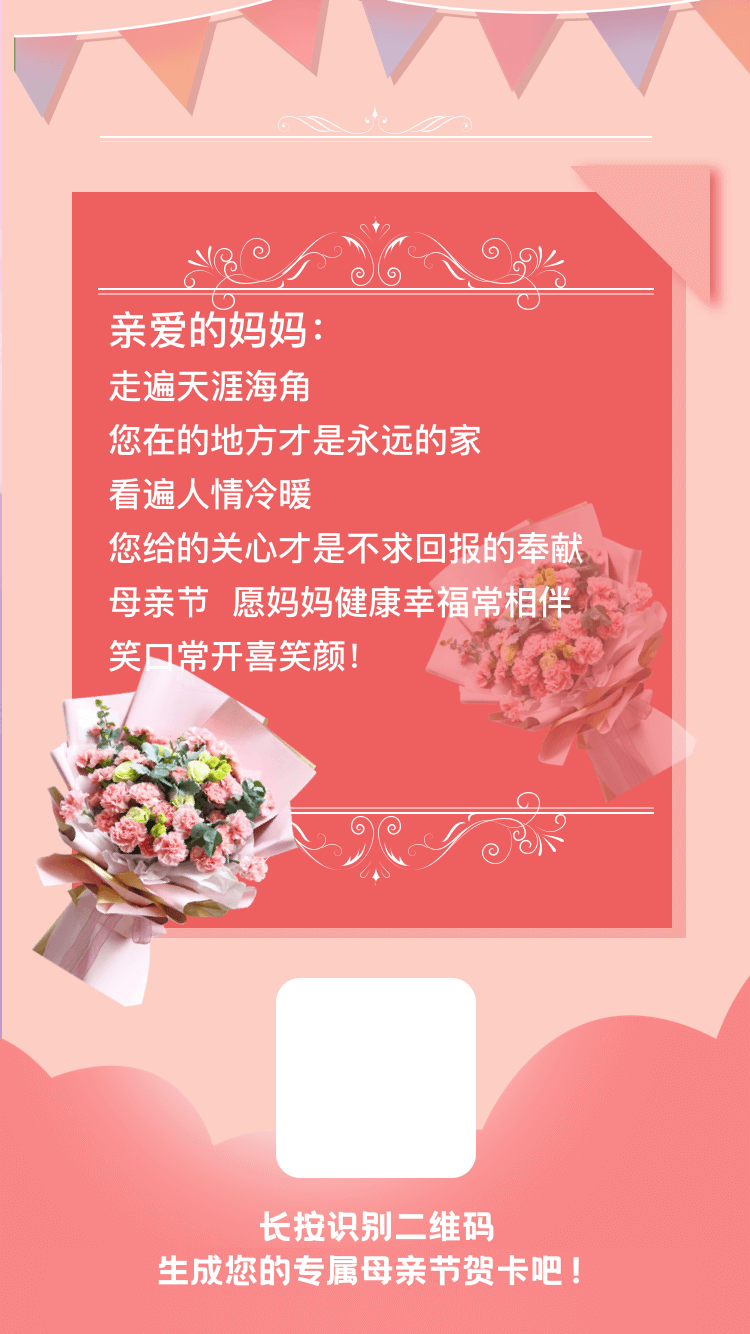 亲爱的妈妈：
走遍天涯海角
您在的地方才是永远的家
看遍人情冷暖
您给的关心才是不求回报的奉献
母亲节 愿妈妈健康幸福常相伴
笑口常开喜笑颜！
长按识别二维码
生成您的专属母亲节贺卡吧！